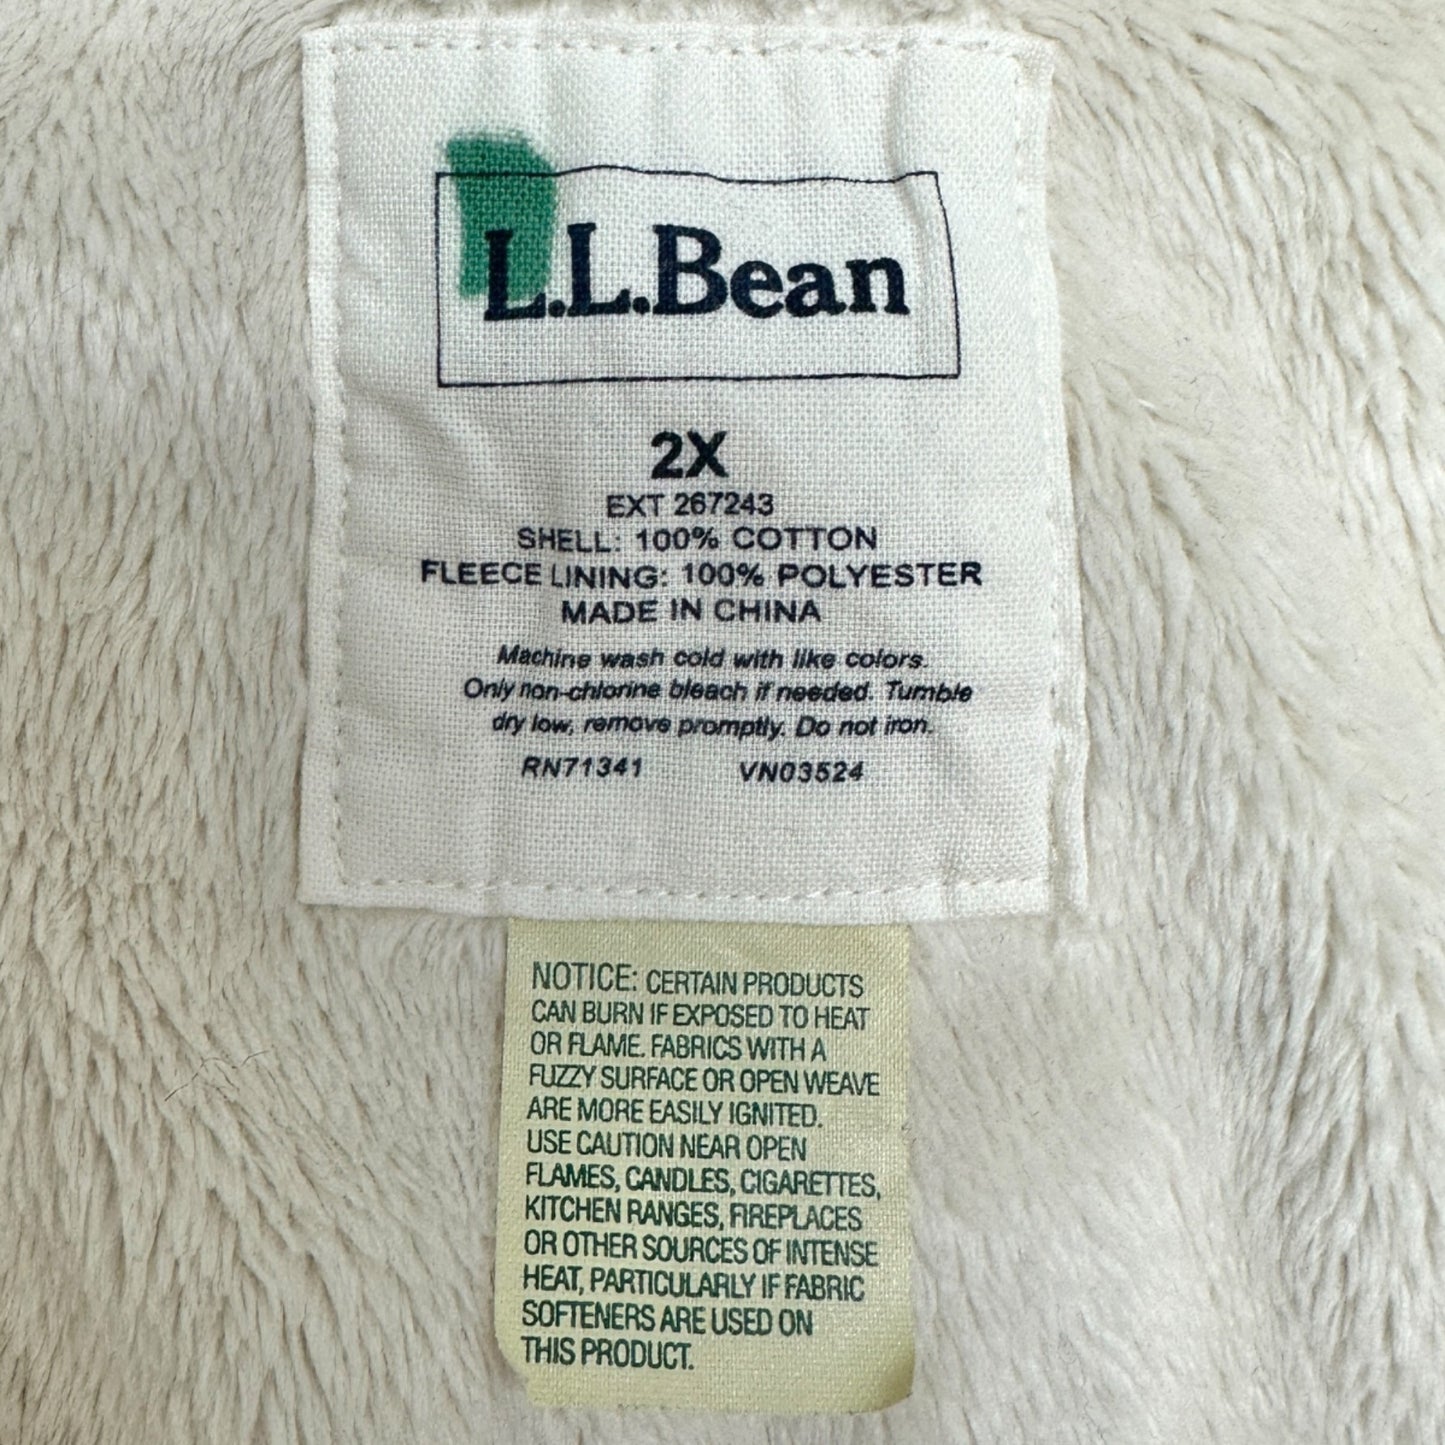 L.L.Bean
2X
EXT 267243
SHELL: 100% COTTON
FLEECE LINING: 100% POLYESTER
MADE IN CHINA
Machine wash cold with like colors.
Only non-chlorine bleach if needed. Tumble
dry low, remove promptly. Do not iron.
RN71341 VN03524
NOTICE: CERTAIN PRODUCTS
CAN BURN IF EXPOSED TO HEAT
OR FLAME. FABRICS WITH A
FUZZY SURFACE OR OPEN WEAVE
ARE MORE EASILY IGNITED.
USE CAUTION NEAR OPEN
FLAMES, CANDLES, CIGARETTES,
KITCHEN RANGES, FIREPLACES
OR OTHER SOURCES OF INTENSE
HEAT, PARTICULARLY IF FABRIC
SOFTENERS ARE USED ON
THIS PRODUCT.